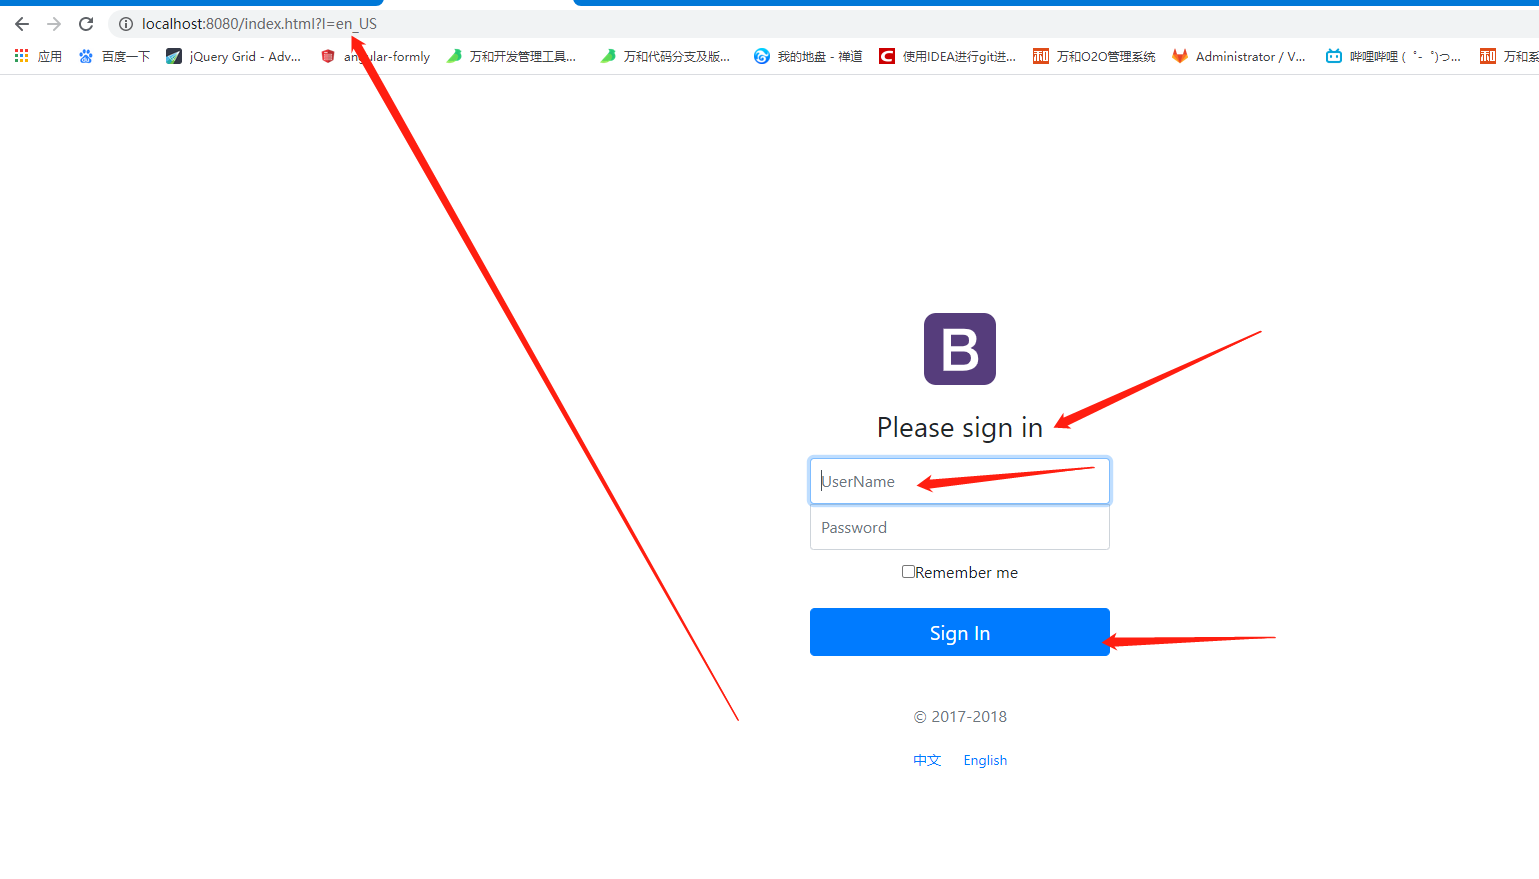 localhost:8080/index.html?l=en_US
应用 百度一下 jQuery Grid - Adv... angular-formly 万和开发管理工具... 万和代码分支及版... 我的地盘 - 禅道 使用IDEA进行git进... 万和O2O管理系统 Administrator / V... 哔哩哔哩 ( ゜- ゜)つ... 万和系
B
Please sign in
UserName
Password
Remember me
Sign In
© 2017-2018
中文 English